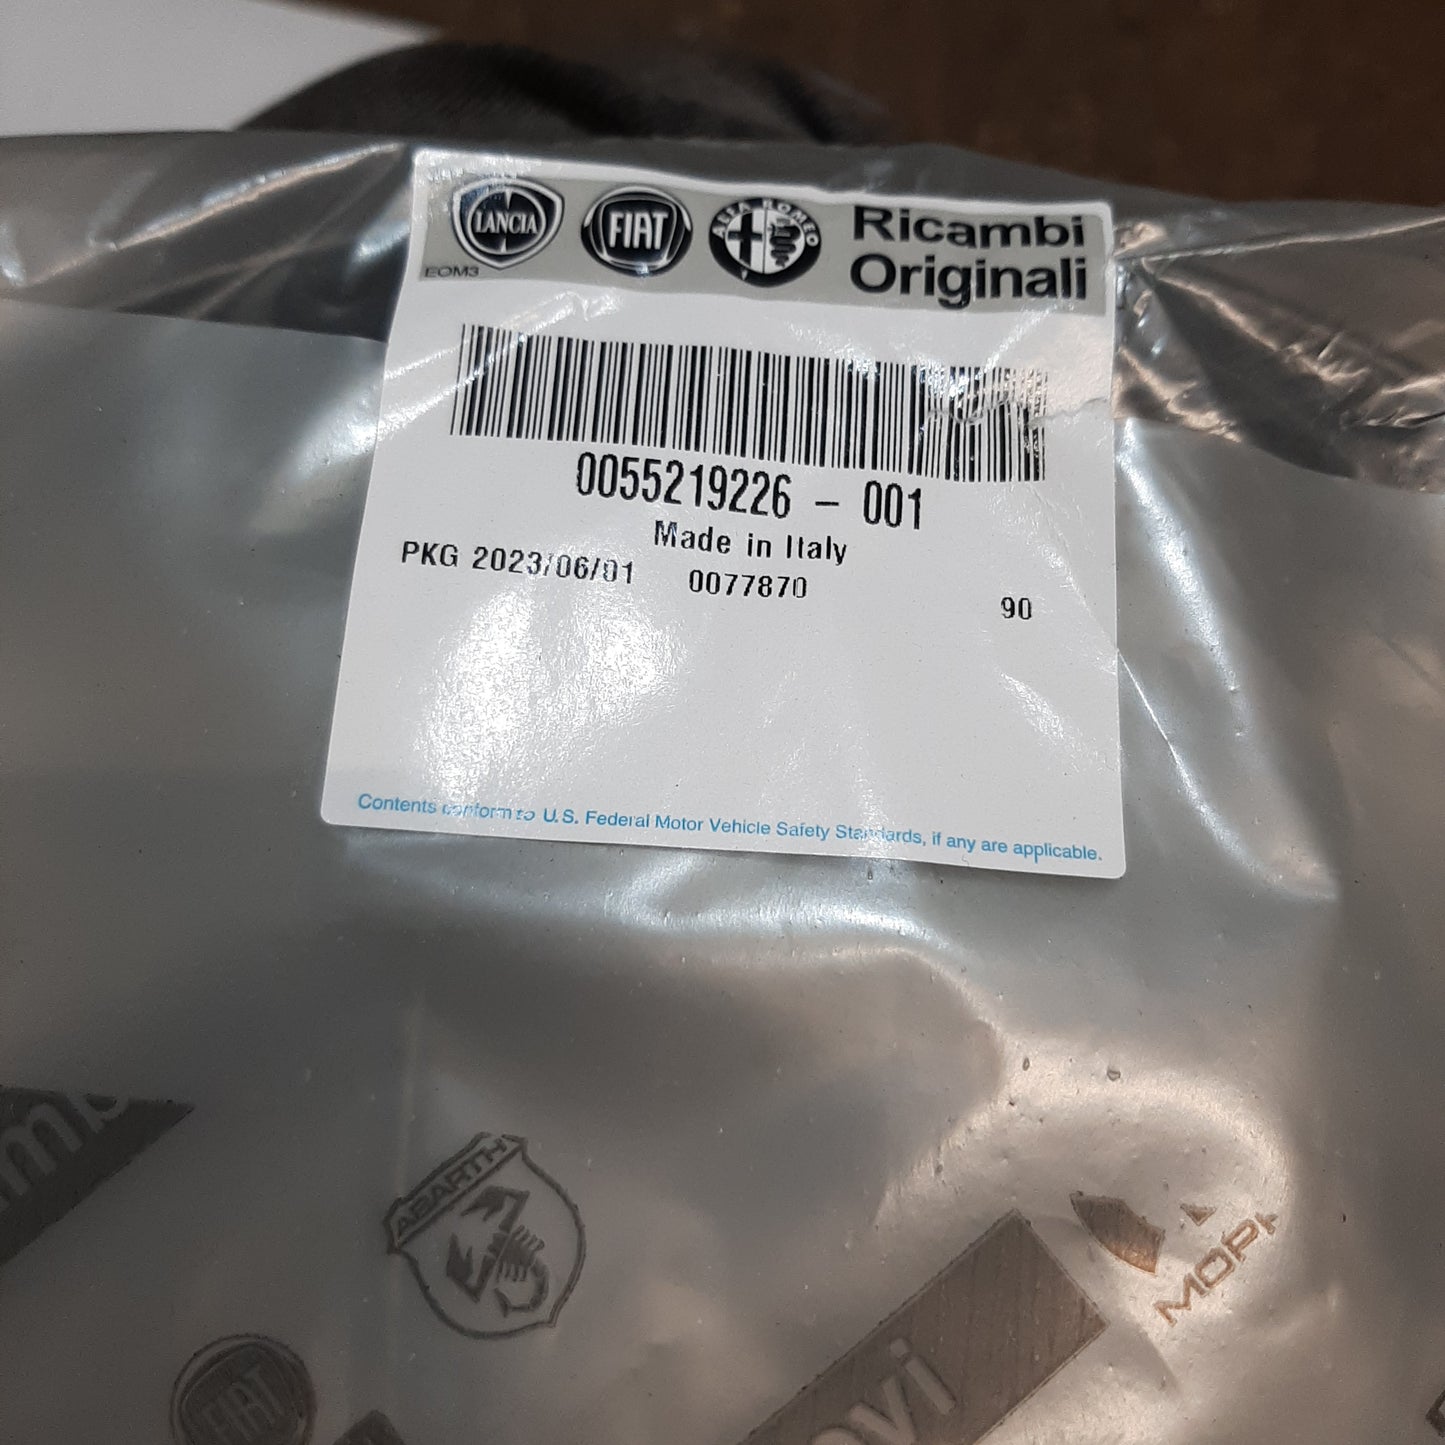 LANCIA
FIAT
ALFA ROMEO
Ricambi
Originali
EOM3
0055219226 - 001
Made in Italy
PKG 2023/06/01 0077870
90
Contents conform to U.S. Federal Motor Vehicle Safety Standards, if any are applicable.
ABARTH
FIAT